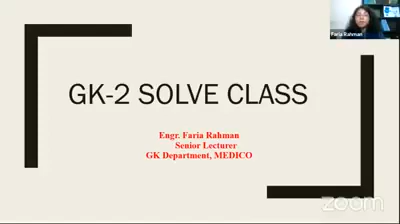 Faria Rahman
GK-2 SOLVE CLASS
Engr. Faria Rahman
Senior Lecturer
GK Department, MEDICO
zoom